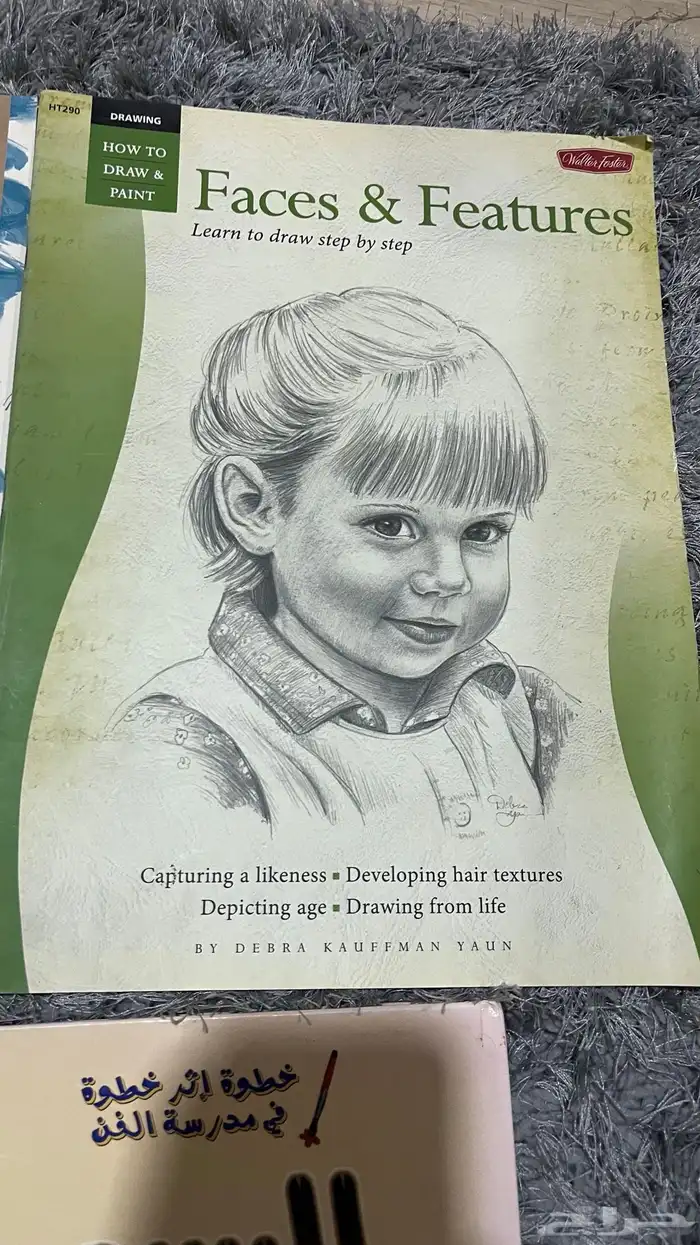 HT290
DRAWING
HOW TO
DRAW &
PAINT
Walter Foster
Faces & Features
Learn to draw step by step
Capturing a likeness ▪ Developing hair textures
Depicting age ▪ Drawing from life
BY DEBRA KAUFFMAN YAUN
خطوة إثر خطوة
في مدرسة الفن
حراج